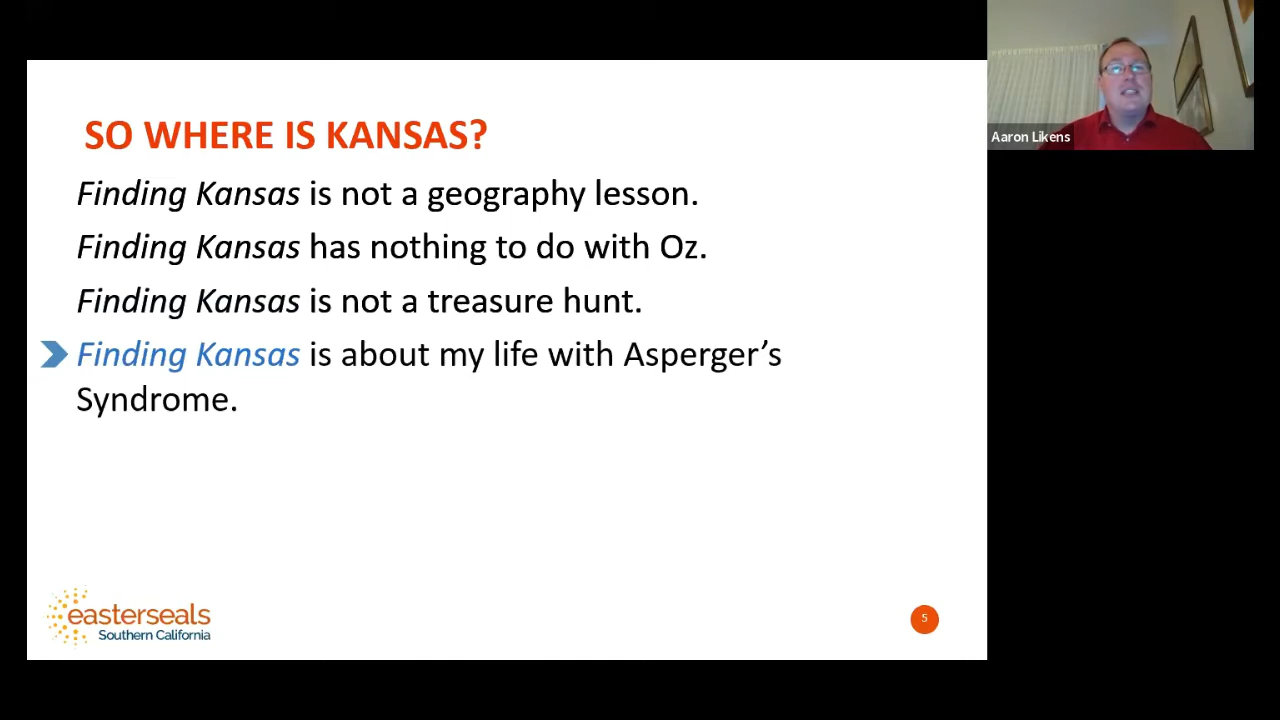 SO WHERE IS KANSAS?
Finding Kansas is not a geography lesson.
Finding Kansas has nothing to do with Oz.
Finding Kansas is not a treasure hunt.
Finding Kansas is about my life with Asperger’s
Syndrome.
easterseals
Southern California
5
Aaron Likens